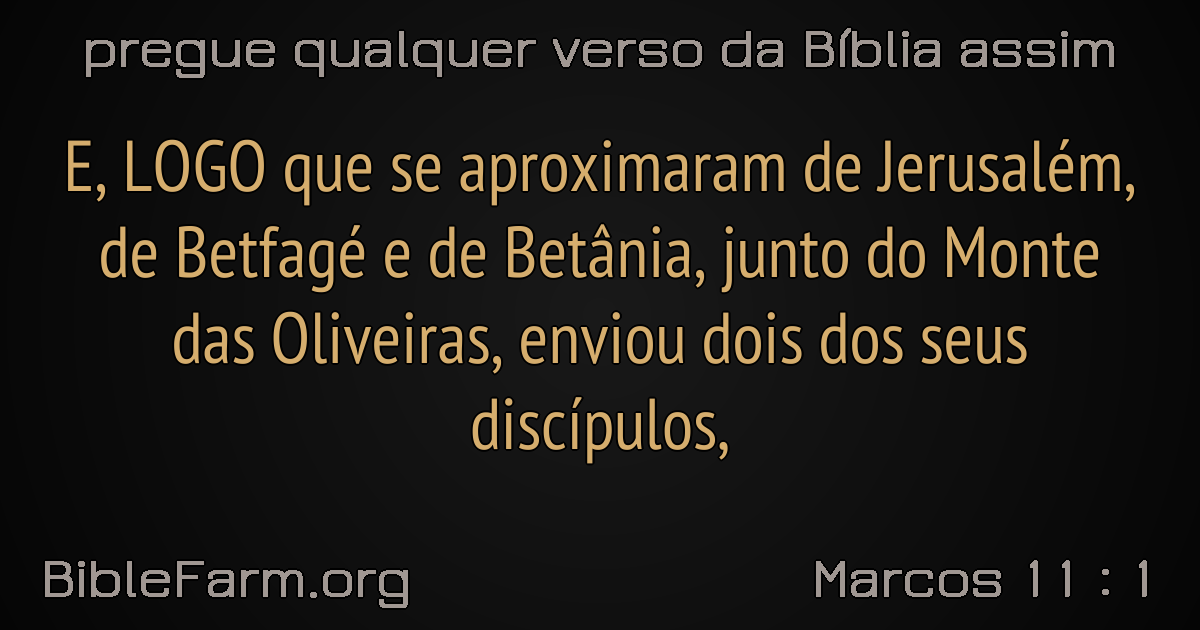 pregue qualquer verso da Bíblia assim
E, LOGO que se aproximaram de Jerusalém,
de Betfagé e de Betânia, junto do Monte
das Oliveiras, enviou dois dos seus
discípulos,
BibleFarm.org
Marcos 11 : 1